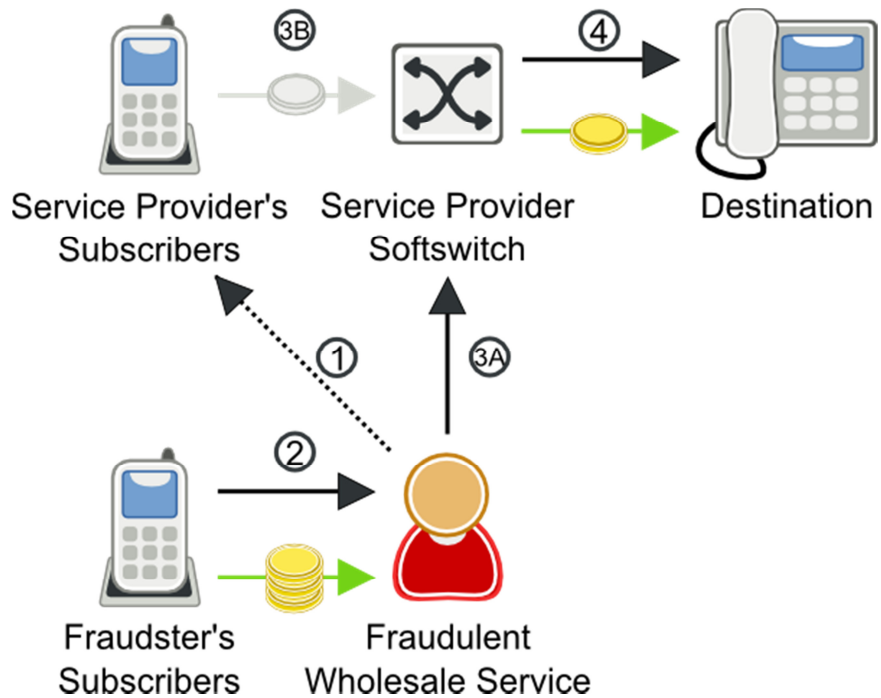 3B
4
Service Provider's
Subscribers
Service Provider
Softswitch
Destination
1
3A
2
Fraudster's
Subscribers
Fraudulent
Wholesale Service